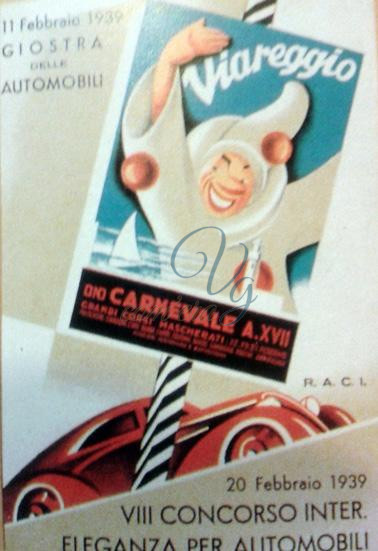 11 Febbraio 1939
GIOSTRA
DELLE
AUTOMOBILI
Viareggio
Vg
CARNEVALE A.XVII
GRANDI CORSI MASCHERATI
R. A. C. I.
20 Febbraio 1939
VIII CONCORSO INTER.
ELEGANZA PER AUTOMOBILI